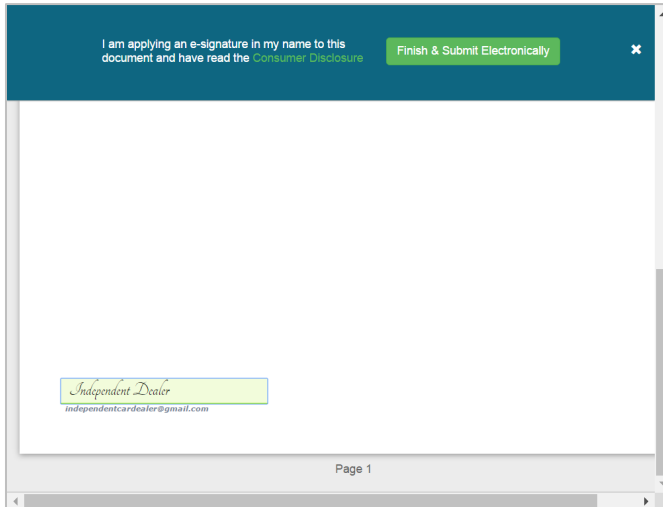 I am applying an e-signature in my name to this
document and have read the Consumer Disclosure
Finish & Submit Electronically
Independent Dealer
independentcardealer@gmail.com
Page 1